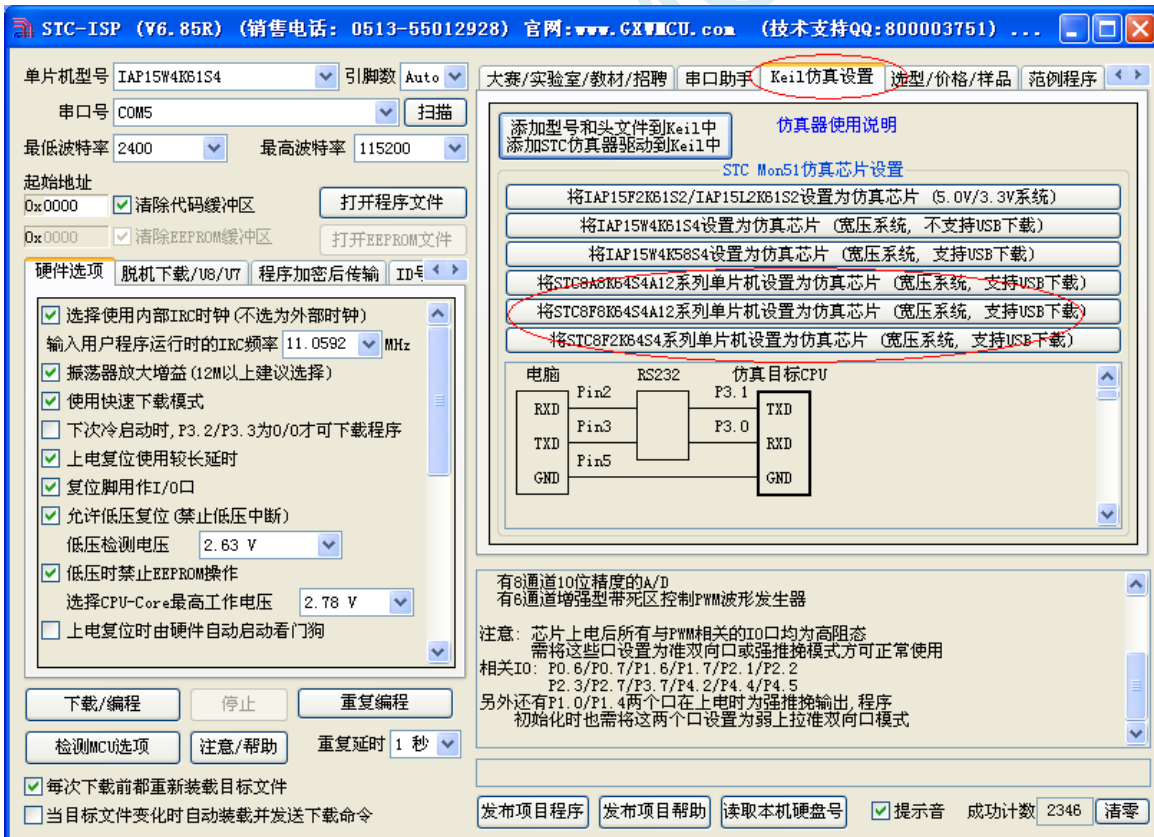 STC-ISP (V6.85R) (销售电话: 0513-55012928) 官网:www.GXWMCU.com (技术支持QQ:800003751) ...
单片机型号 IAP15W4K61S4 引脚数 Auto
串口号 COM5 扫描
最低波特率 2400 最高波特率 115200
起始地址
0x0000 清除代码缓冲区 打开程序文件
0x0000 清除EEPROM缓冲区 打开EEPROM文件
硬件选项 脱机下载/U8/U7 程序加密后传输 ID号
选择使用内部IRC时钟(不选为外部时钟)
输入用户程序运行时的IRC频率 11.0592 MHz
振荡器放大增益(12M以上建议选择)
使用快速下载模式
下次冷启动时,P3.2/P3.3为0/0才可下载程序
上电复位使用较长延时
复位脚用作I/O口
允许低压复位(禁止低压中断)
低压检测电压 2.63 V
低压时禁止EEPROM操作
选择CPU-Core最高工作电压 2.78 V
上电复位时由硬件自动启动看门狗
下载/编程 停止 重复编程
检测MCU选项 注意/帮助 重复延时 1 秒
每次下载前都重新装载目标文件
当目标文件变化时自动装载并发送下载命令
大赛/实验室/教材/招聘 串口助手 Keil仿真设置 选型/价格/样品 范例程序
添加型号和头文件到Keil中
添加STC仿真器驱动到Keil中
仿真器使用说明
STC Mon51仿真芯片设置
将IAP15F2K61S2/IAP15L2K61S2设置为仿真芯片 (5.0V/3.3V系统)
将IAP15W4K61S4设置为仿真芯片 (宽压系统, 不支持USB下载)
将IAP15W4K58S4设置为仿真芯片 (宽压系统, 支持USB下载)
将STC8A8K64S4A12系列单片机设置为仿真芯片 (宽压系统, 支持USB下载)
将STC8F8K64S4A12系列单片机设置为仿真芯片 (宽压系统, 支持USB下载)
将STC8F2K64S4系列单片机设置为仿真芯片 (宽压系统, 支持USB下载)
电脑 RS232 仿真目标CPU
Pin2 P3.1
RXD TXD
Pin3 P3.0
TXD RXD
Pin5
GND GND
有8通道10位精度的A/D
有6通道增强型带死区控制PWM波形发生器
注意: 芯片上电后所有与PWM相关的IO口均为高阻态
需将这些口设置为准双向口或强推挽模式方可正常使用
相关IO: P0.6/P0.7/P1.6/P1.7/P2.1/P2.2
P2.3/P2.7/P3.7/P4.2/P4.4/P4.5
另外还有P1.0/P1.4两个口在上电时为强推挽输出,程序
初始化时也需将这两个口设置为弱上拉准双向口模式
发布项目程序 发布项目帮助 读取本机硬盘号 提示音 成功计数 2346 清零